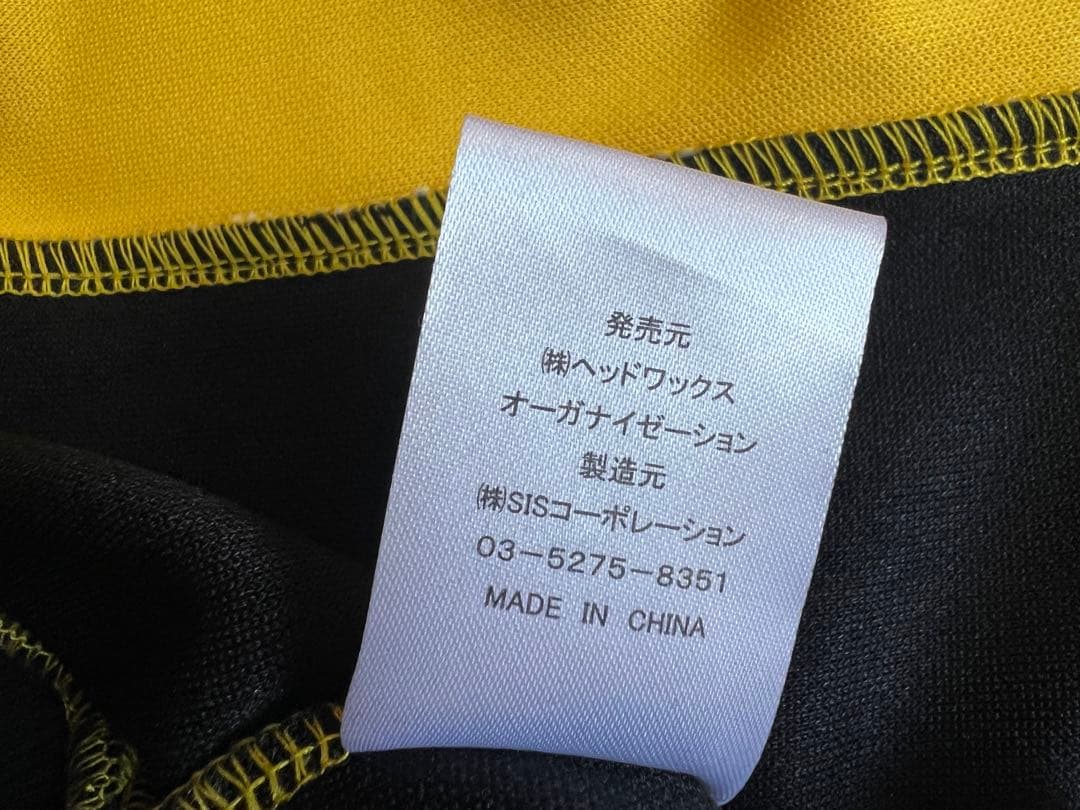 発売元
㈱ヘッドワックス
オーガナイゼーション
製造元
㈱SISコーポレーション
03-5275-8351
MADE IN CHINA